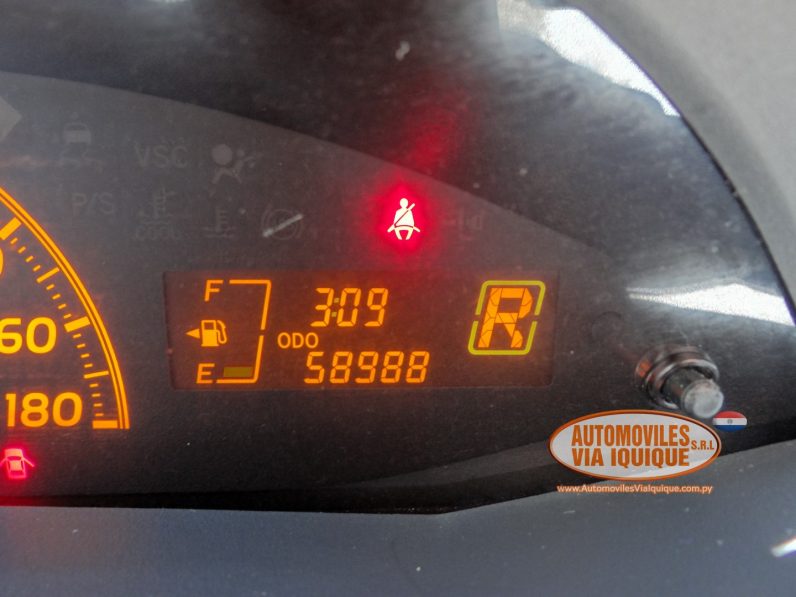 VSC
P/S
F
3:09
R
ODO
E
58988
60
180
AUTOMOVILES
S.R.L
VIA IQUIQUE
www.AutomovilesViaIquique.com.py